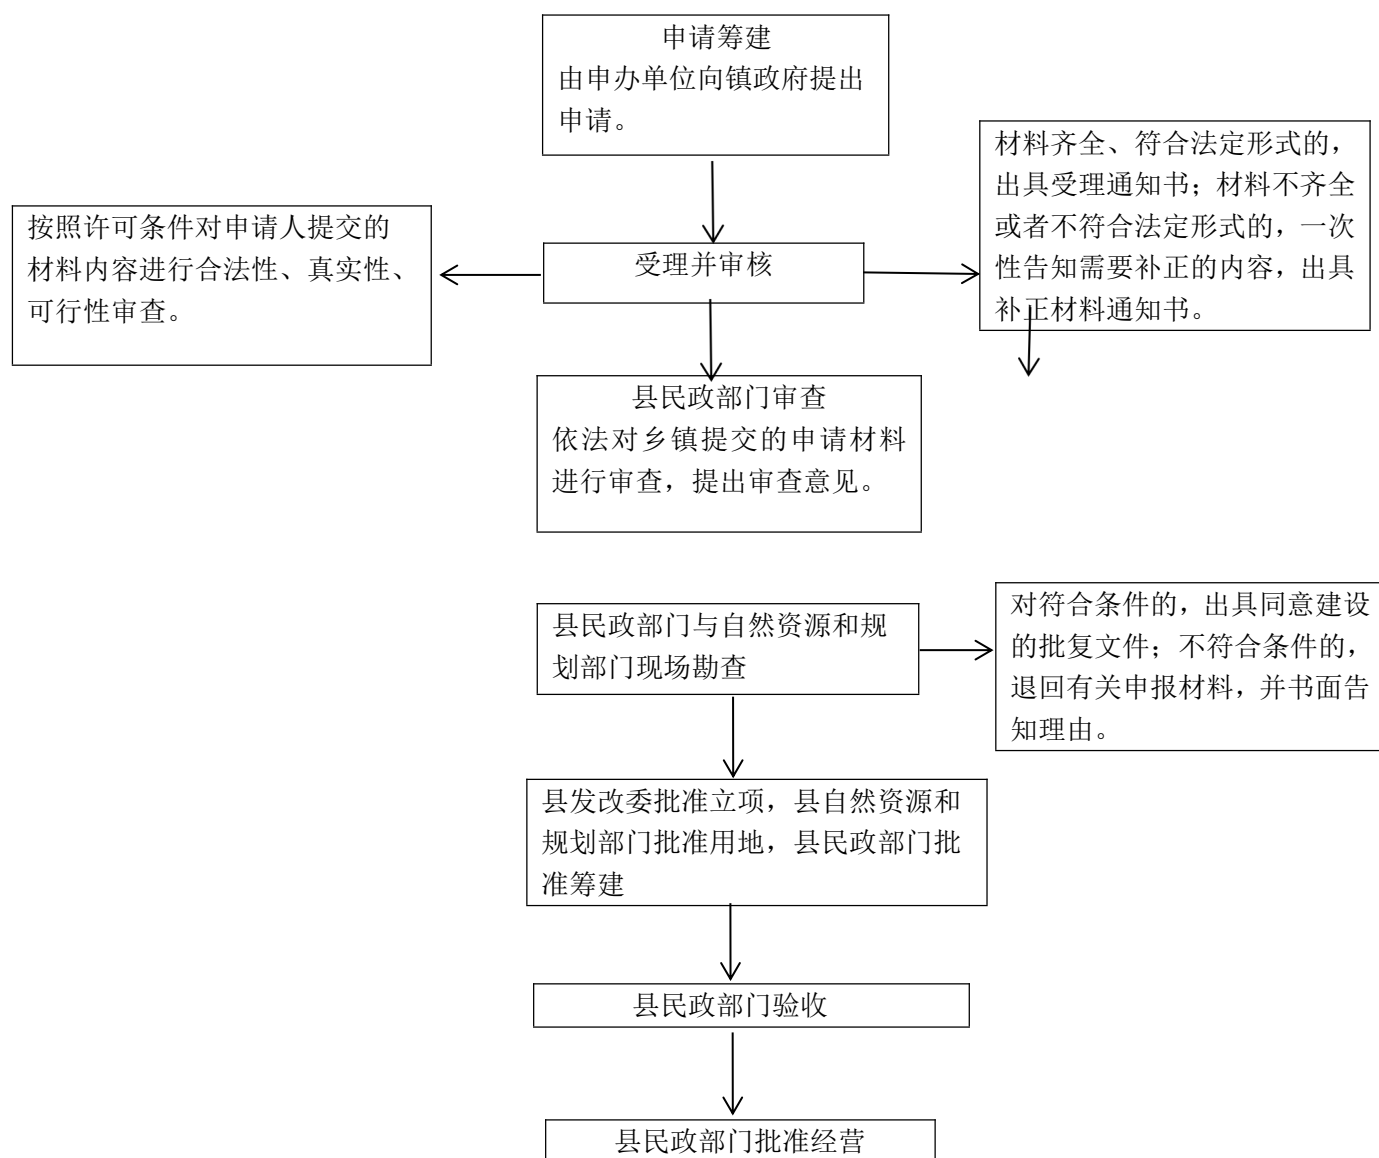 申请筹建
由申办单位向镇政府提出
申请。
材料齐全、符合法定形式的，
出具受理通知书；材料不齐全
或者不符合法定形式的，一次
性告知需要补正的内容，出具
补正材料通知书。
按照许可条件对申请人提交的
材料内容进行合法性、真实性、
可行性审查。
受理并审核
县民政部门审查
依法对乡镇提交的申请材料
进行审查，提出审查意见。
县民政部门与自然资源和规
划部门现场勘查
对符合条件的，出具同意建设
的批复文件；不符合条件的，
退回有关申报材料，并书面告
知理由。
县发改委批准立项，县自然资源和
规划部门批准用地，县民政部门批
准筹建
县民政部门验收
县民政部门批准经营